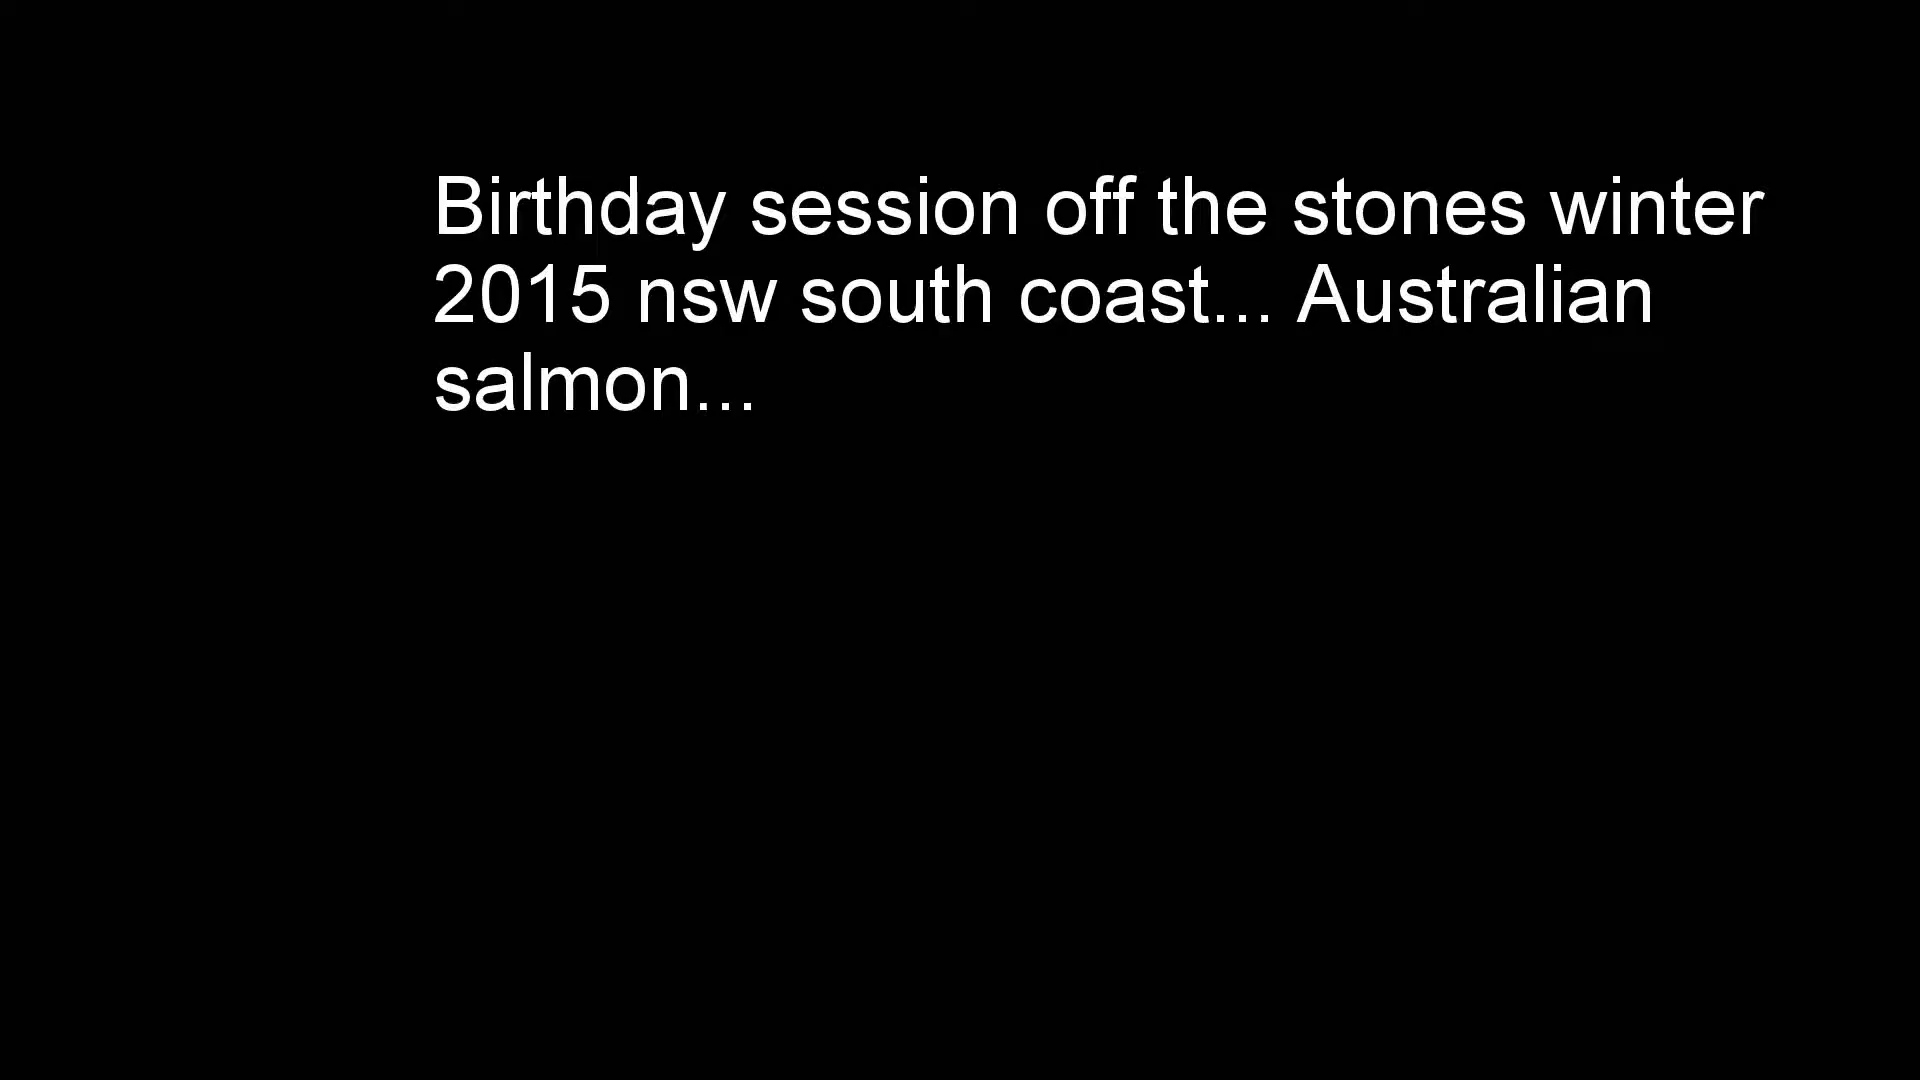 Birthday session off the stones winter
2015 nsw south coast... Australian
salmon...